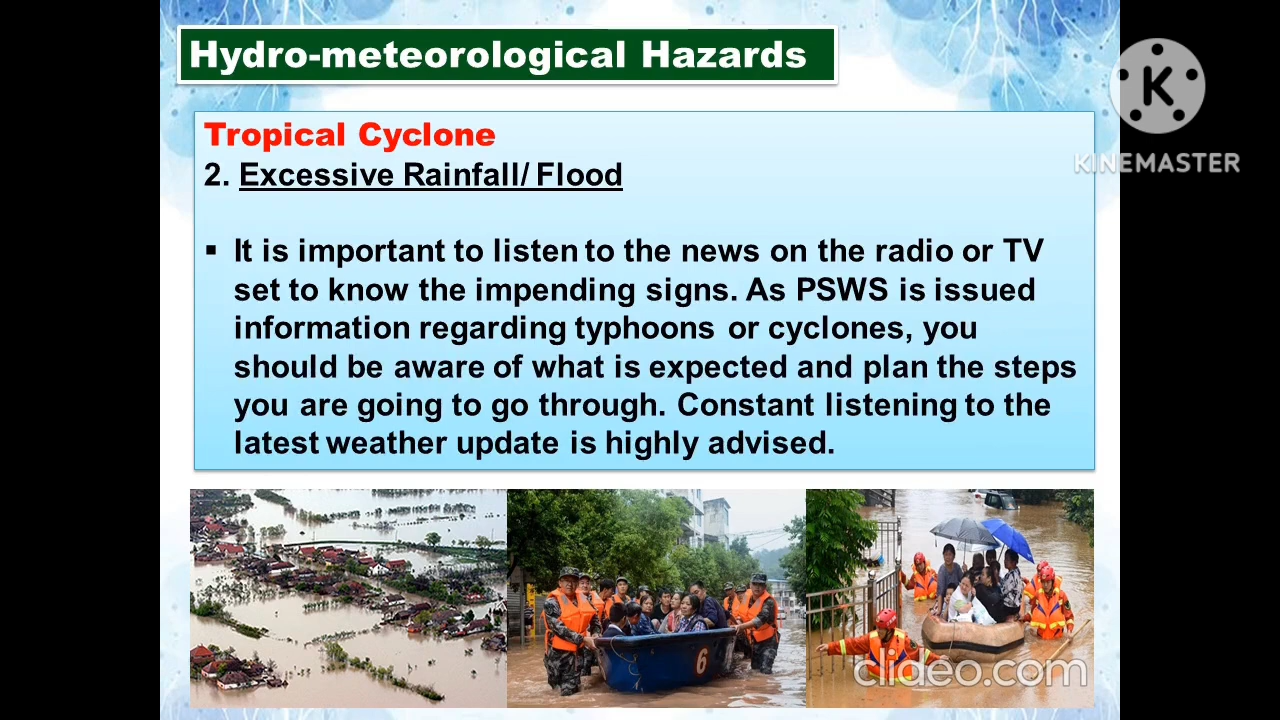 Hydro-meteorological Hazards
K
KINEMASTER
Tropical Cyclone
2. Excessive Rainfall/ Flood
▪ It is important to listen to the news on the radio or TV
set to know the impending signs. As PSWS is issued
information regarding typhoons or cyclones, you
should be aware of what is expected and plan the steps
you are going to go through. Constant listening to the
latest weather update is highly advised.
6
clideo.com